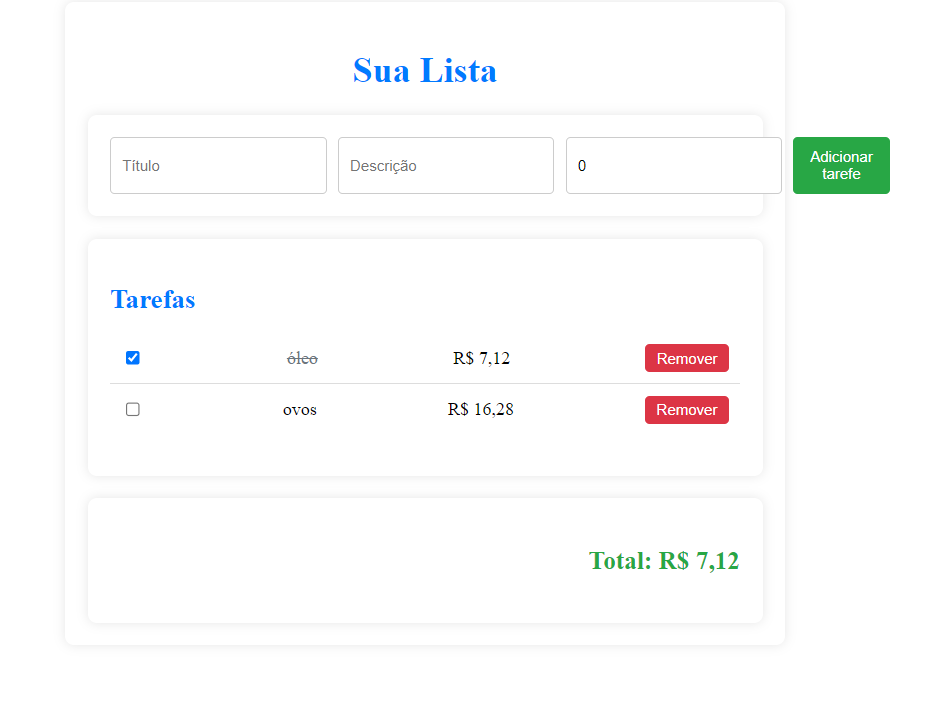 Sua Lista
Título
Descrição
0
Adicionar
tarefe
Tarefas
óleo R$ 7,12 Remover
ovos R$ 16,28 Remover
Total: R$ 7,12